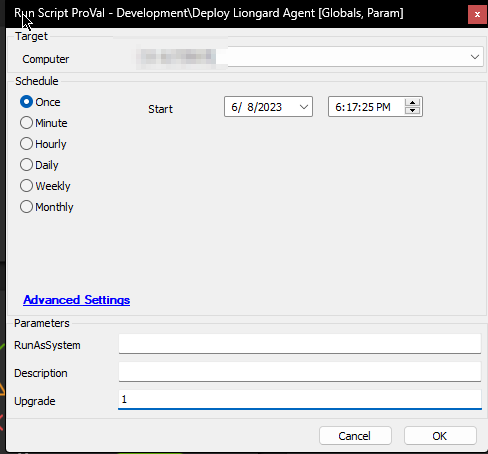 Run Script ProVal - Development\Deploy Liongard Agent [Globals, Param]
x
Target
Computer
Schedule
Once
Start
6/ 8/2023
6:17:25 PM
Minute
Hourly
Daily
Weekly
Monthly
Advanced Settings
Parameters
RunAsSystem
Description
Upgrade
1
Cancel
OK